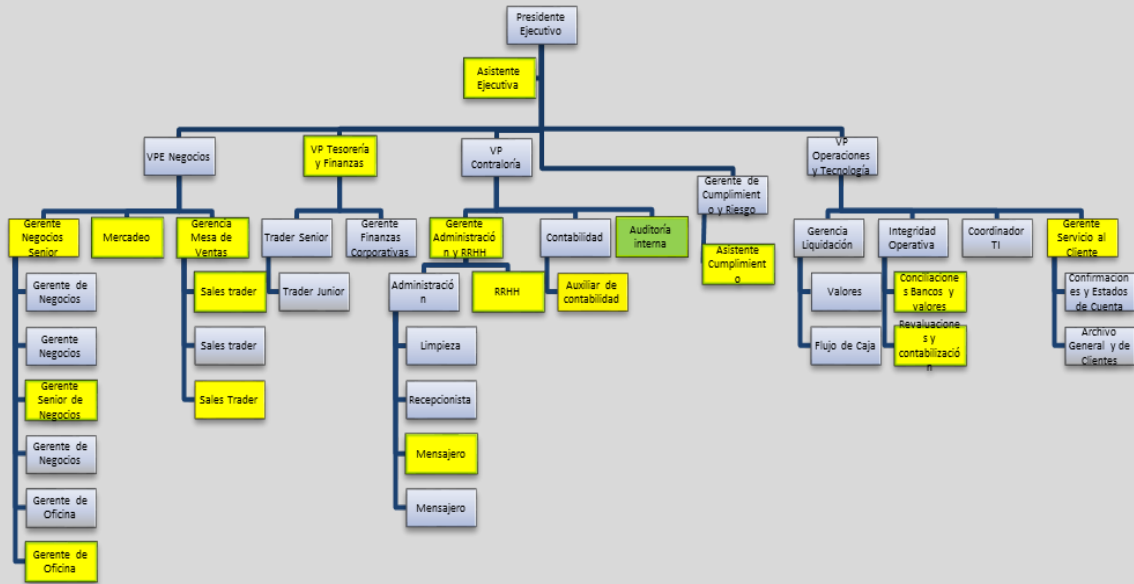 Presidente
Ejecutivo
Asistente
Ejecutiva
VPE Negocios
VP Tesorería
y Finanzas
VP
Contraloría
VP
Operaciones
y Tecnología
Gerente de
Cumplimient
o y Riesgo
Asistente
Cumplimient
o
Gerente
Negocios
Senior
Mercadeo
Gerencia
Mesa de
Ventas
Trader Senior
Gerente
Finanzas
Corporativas
Gerente
Administració
n y RRHH
Contabilidad
Auditoría
interna
Gerencia
Liquidación
Integridad
Operativa
Coordinador
TI
Gerente
Servicio al
Cliente
Gerente de
Negocios
Sales trader
Trader Junior
Administració
n
RRHH
Auxiliar de
contabilidad
Valores
Conciliacione
s Bancos y
valores
Confirmacion
es y Estados
de Cuenta
Gerente
Negocios
Sales trader
Limpieza
Flujo de Caja
Revaluacione
s y
contabilizació
n
Archivo
General y de
Clientes
Gerente
Senior de
Negocios
Sales Trader
Recepcionista
Gerente de
Negocios
Mensajero
Gerente de
Oficina
Mensajero
Gerente de
Oficina